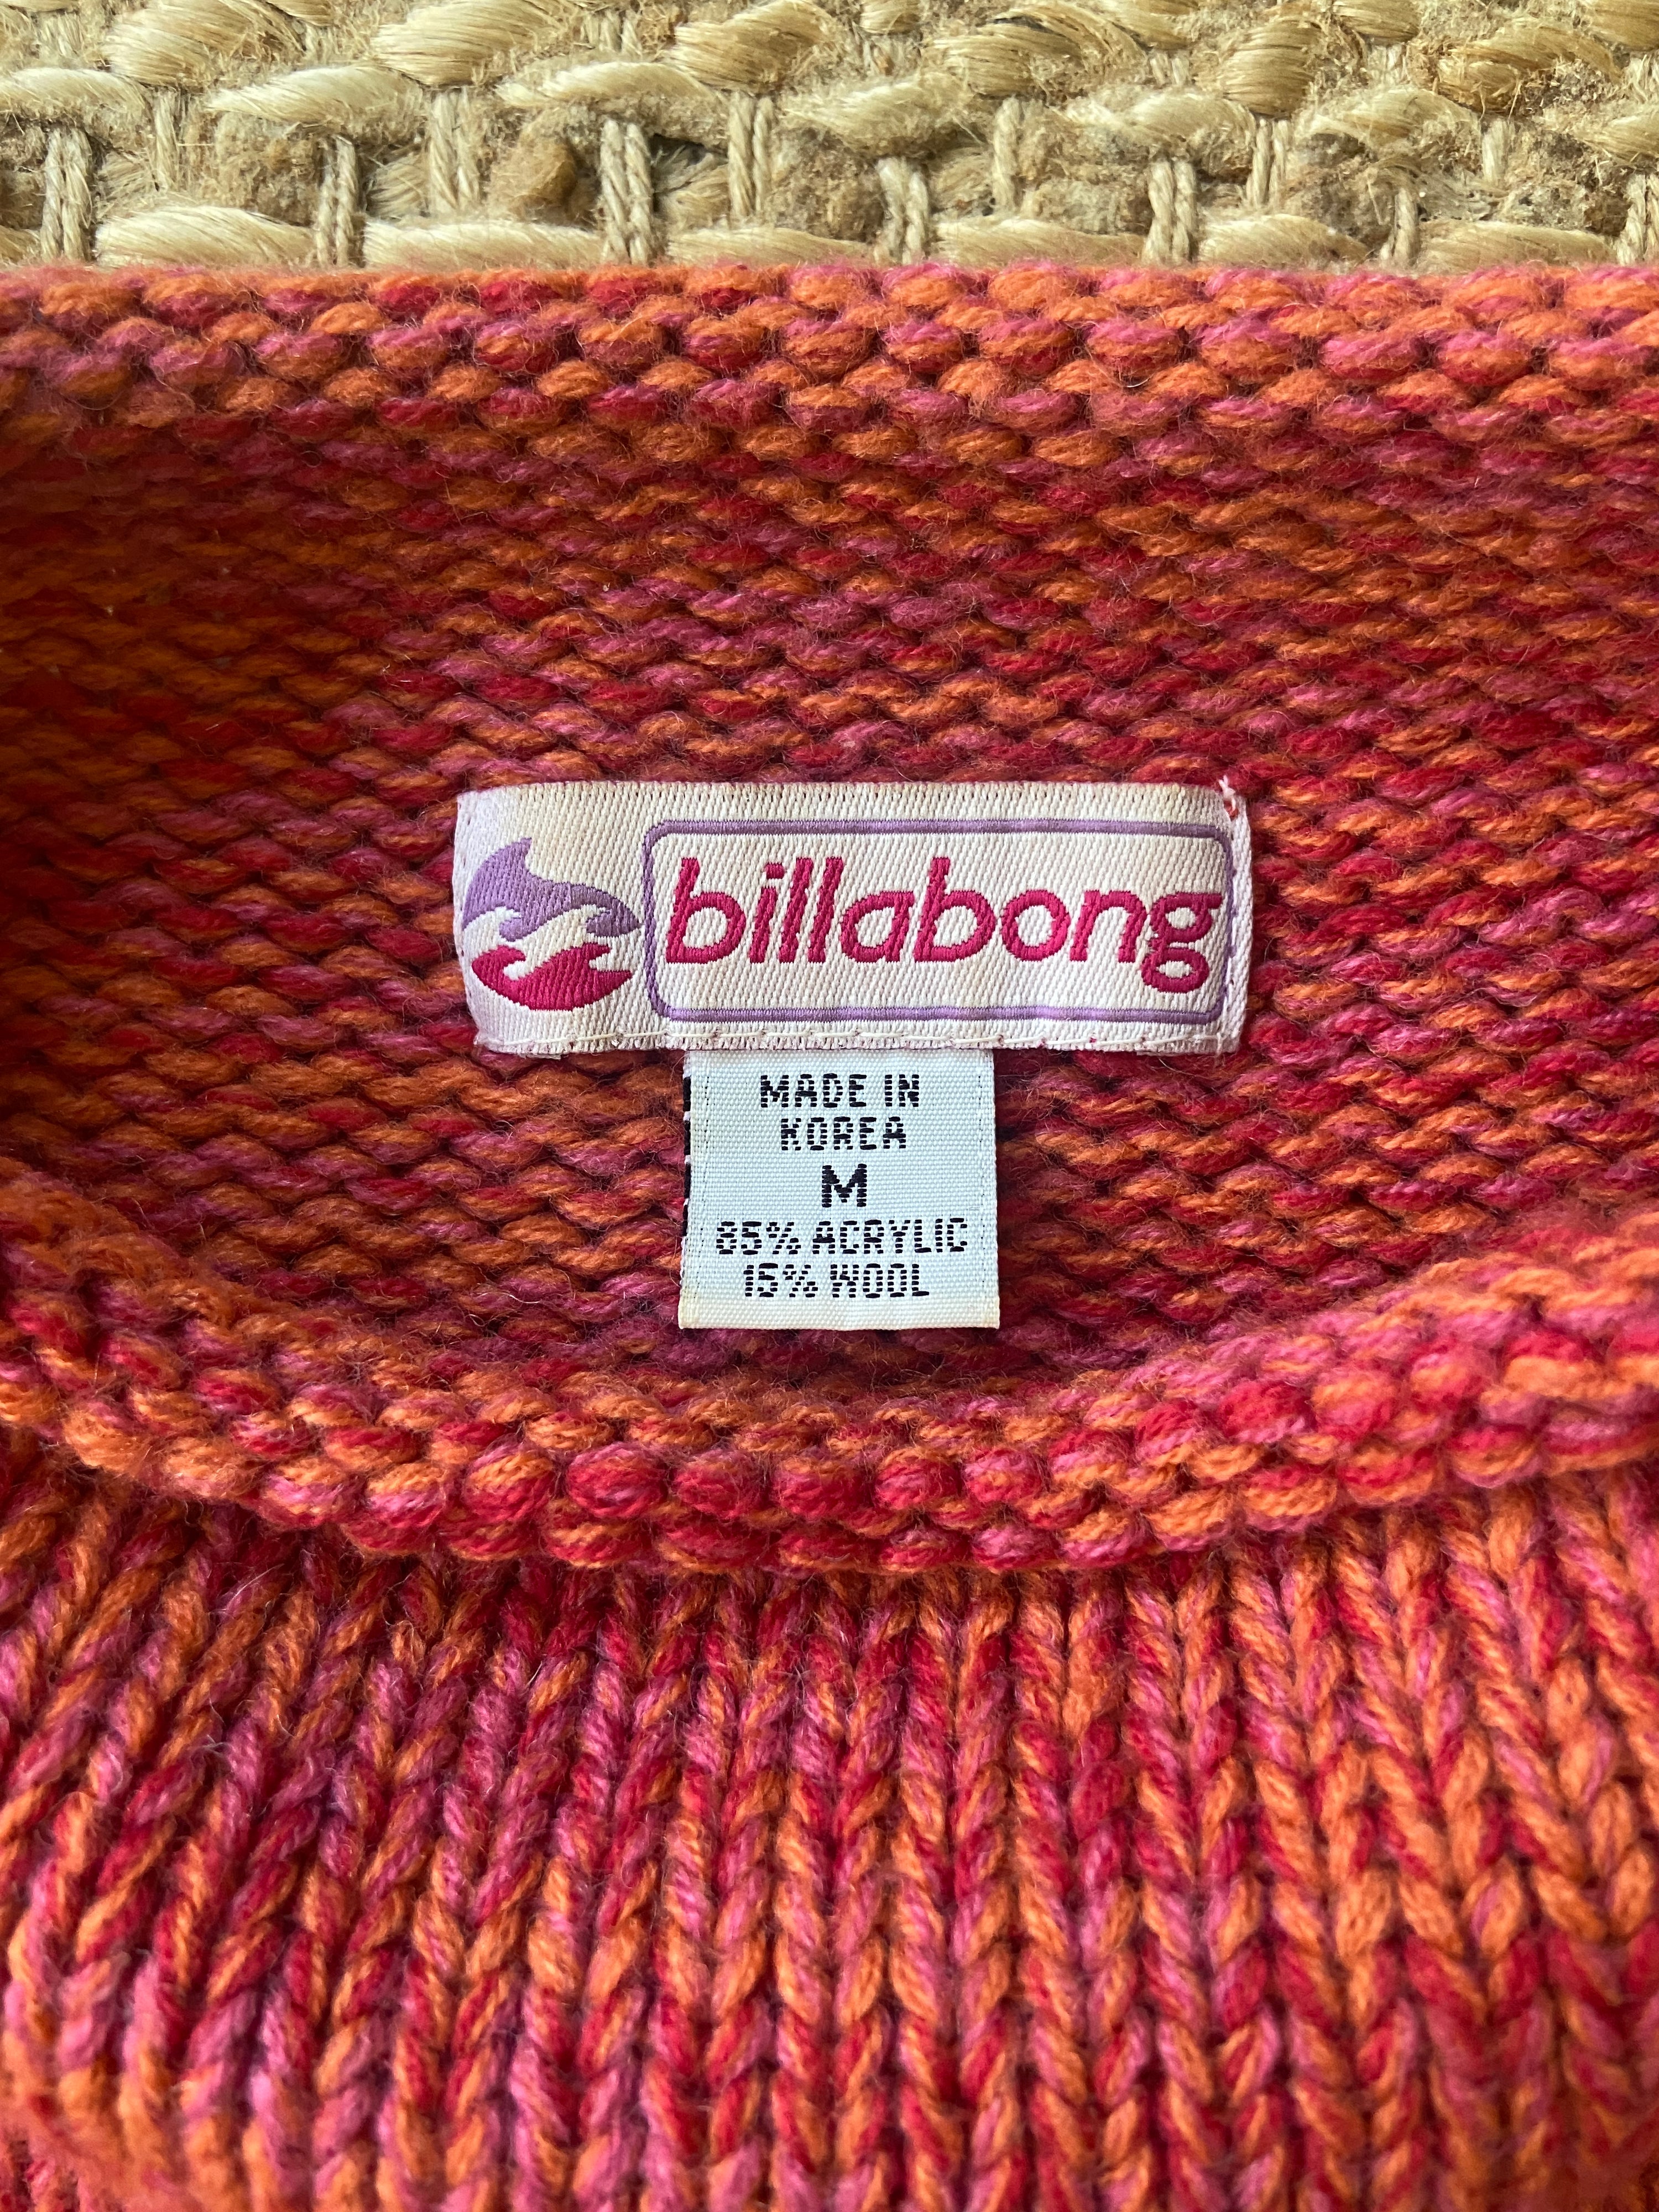 billabong
MADE IN
KOREA
M
85% ACRYLIC
15% WOOL